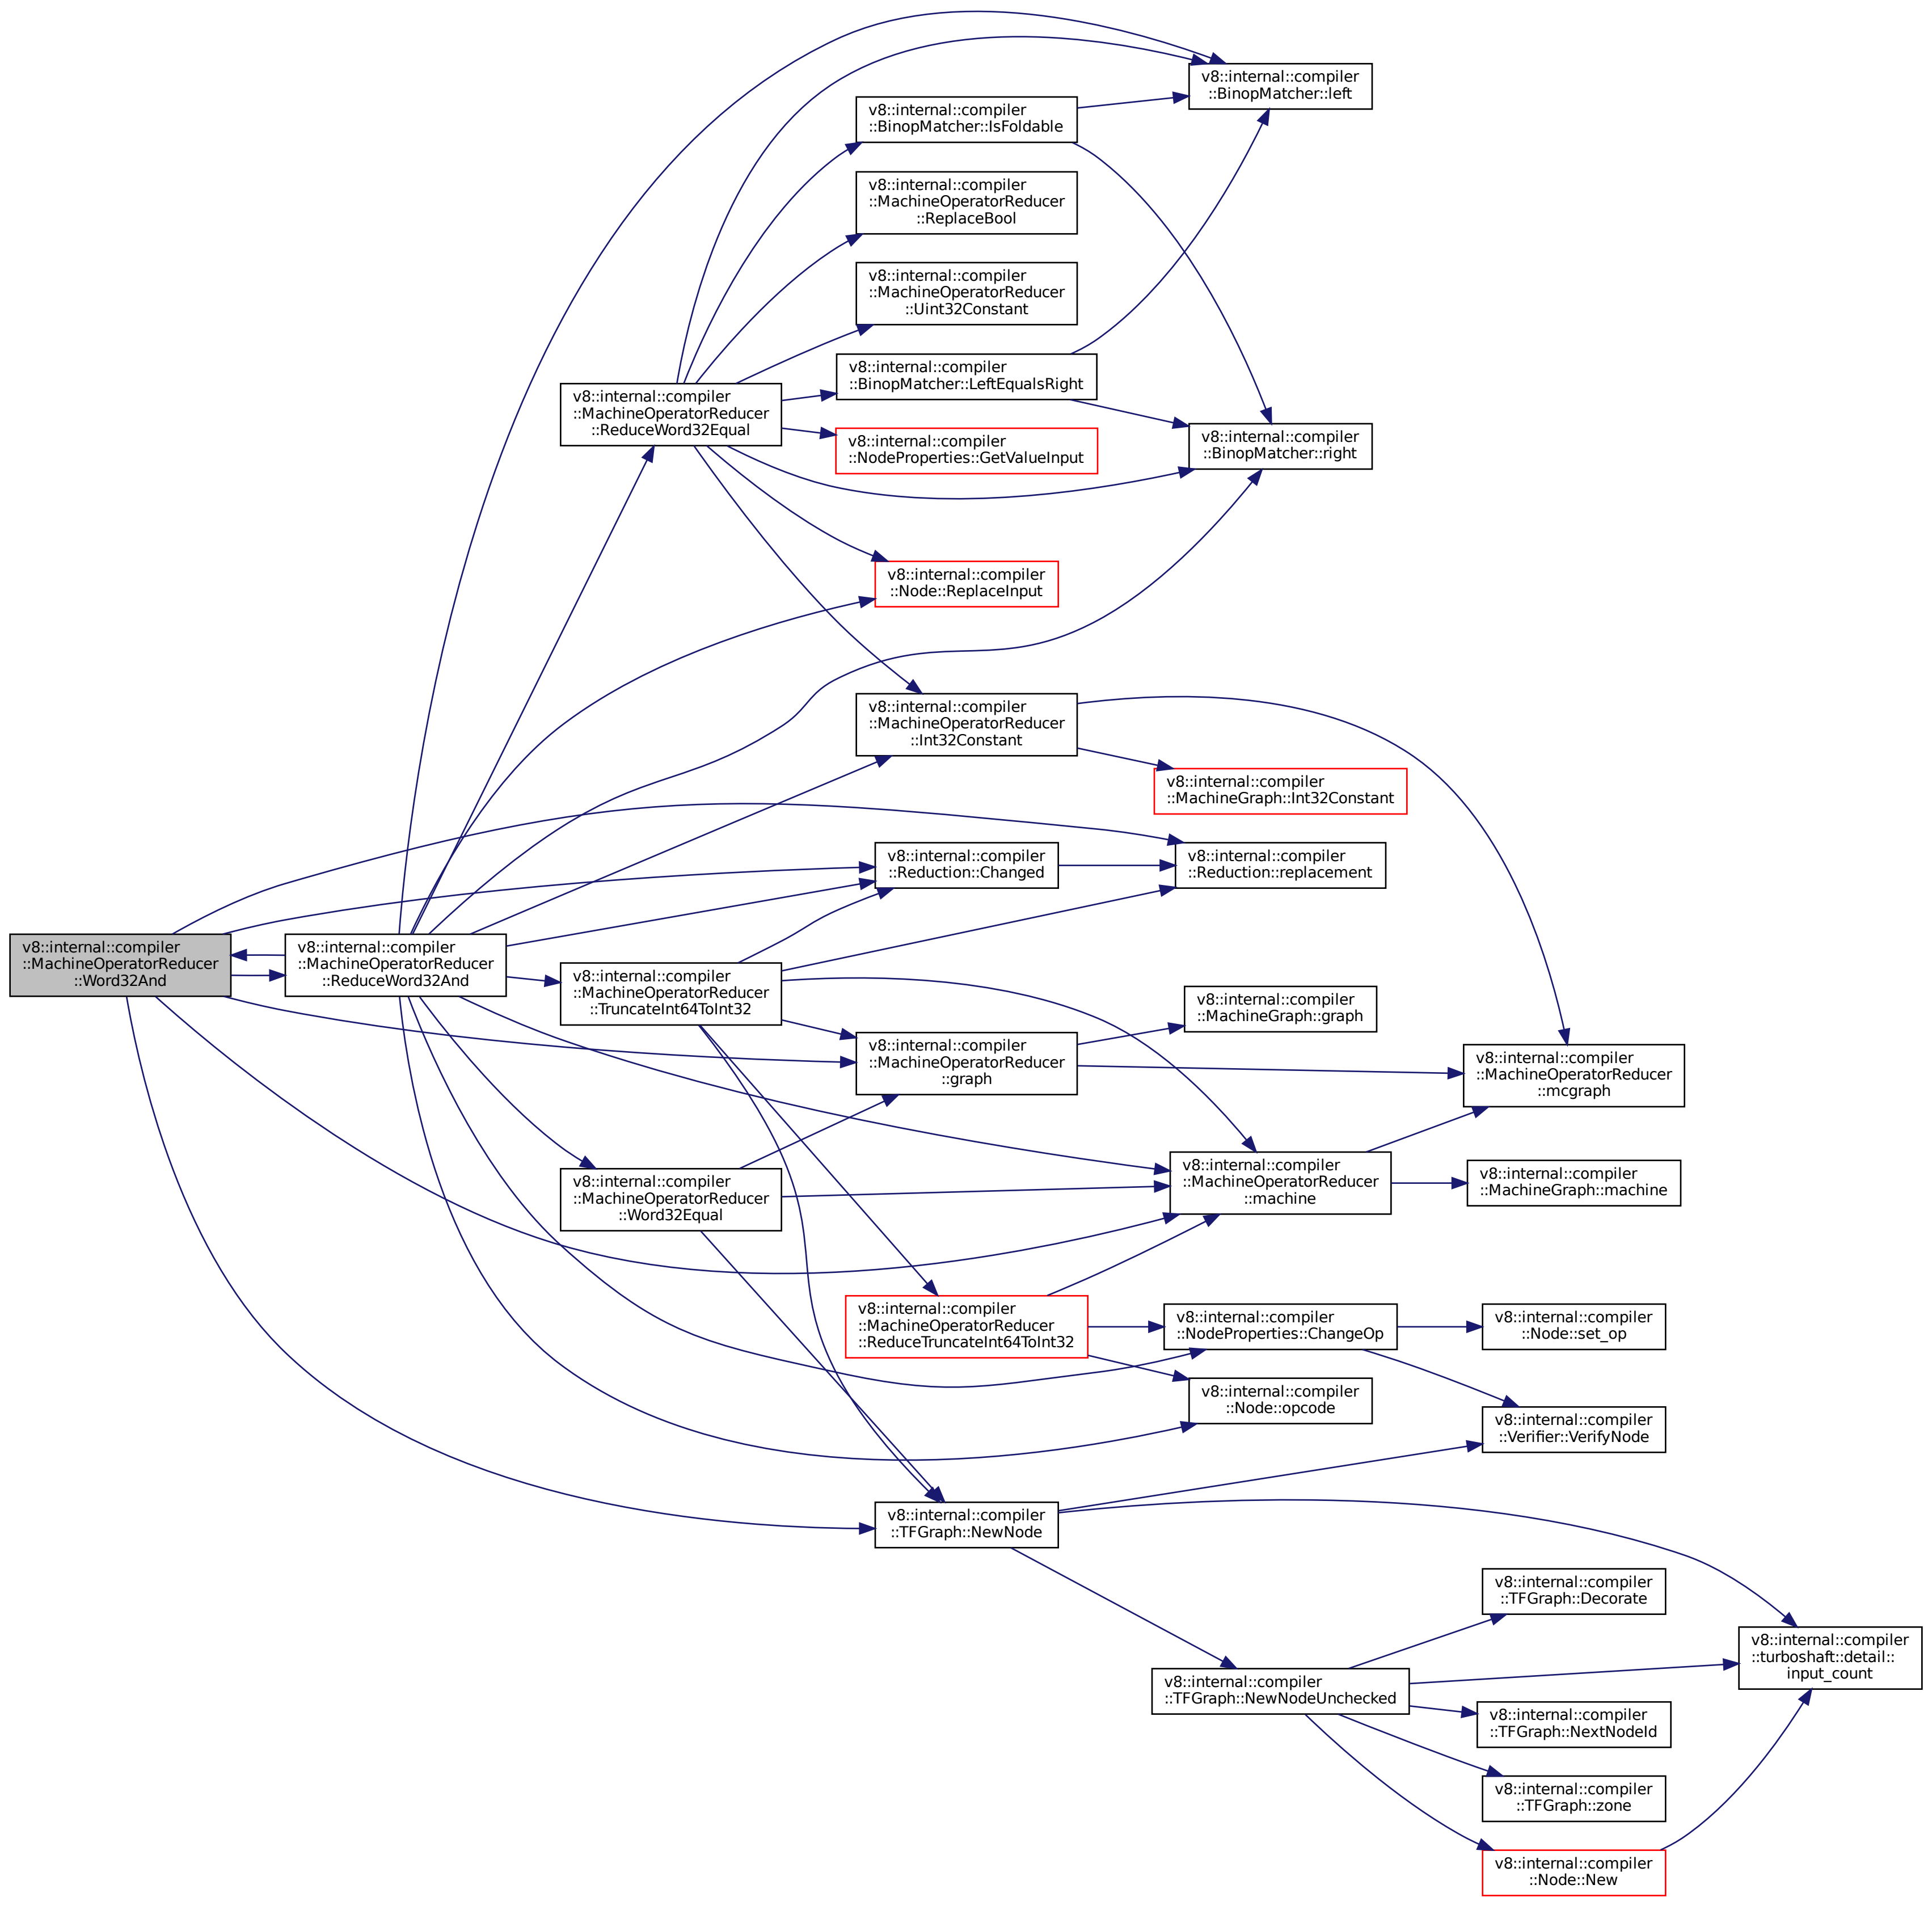 v8::internal::compiler
::BinopMatcher::left
v8::internal::compiler
::BinopMatcher::IsFoldable
v8::internal::compiler
::MachineOperatorReducer
::ReplaceBool
v8::internal::compiler
::MachineOperatorReducer
::Uint32Constant
v8::internal::compiler
::BinopMatcher::LeftEqualsRight
v8::internal::compiler
::MachineOperatorReducer
::ReduceWord32Equal
v8::internal::compiler
::NodeProperties::GetValueInput
v8::internal::compiler
::BinopMatcher::right
v8::internal::compiler
::Node::ReplaceInput
v8::internal::compiler
::MachineOperatorReducer
::Int32Constant
v8::internal::compiler
::MachineGraph::Int32Constant
v8::internal::compiler
::Reduction::Changed
v8::internal::compiler
::Reduction::replacement
v8::internal::compiler
::MachineOperatorReducer
::Word32And
v8::internal::compiler
::MachineOperatorReducer
::ReduceWord32And
v8::internal::compiler
::MachineOperatorReducer
::TruncateInt64ToInt32
v8::internal::compiler
::MachineGraph::graph
v8::internal::compiler
::MachineOperatorReducer
::graph
v8::internal::compiler
::MachineOperatorReducer
::mcgraph
v8::internal::compiler
::MachineOperatorReducer
::Word32Equal
v8::internal::compiler
::MachineOperatorReducer
::machine
v8::internal::compiler
::MachineGraph::machine
v8::internal::compiler
::MachineOperatorReducer
::ReduceTruncateInt64ToInt32
v8::internal::compiler
::NodeProperties::ChangeOp
v8::internal::compiler
::Node::set_op
v8::internal::compiler
::Node::opcode
v8::internal::compiler
::Verifier::VerifyNode
v8::internal::compiler
::TFGraph::NewNode
v8::internal::compiler
::TFGraph::Decorate
v8::internal::compiler
::turboshaft::detail::
input_count
v8::internal::compiler
::TFGraph::NewNodeUnchecked
v8::internal::compiler
::TFGraph::NextNodeId
v8::internal::compiler
::TFGraph::zone
v8::internal::compiler
::Node::New